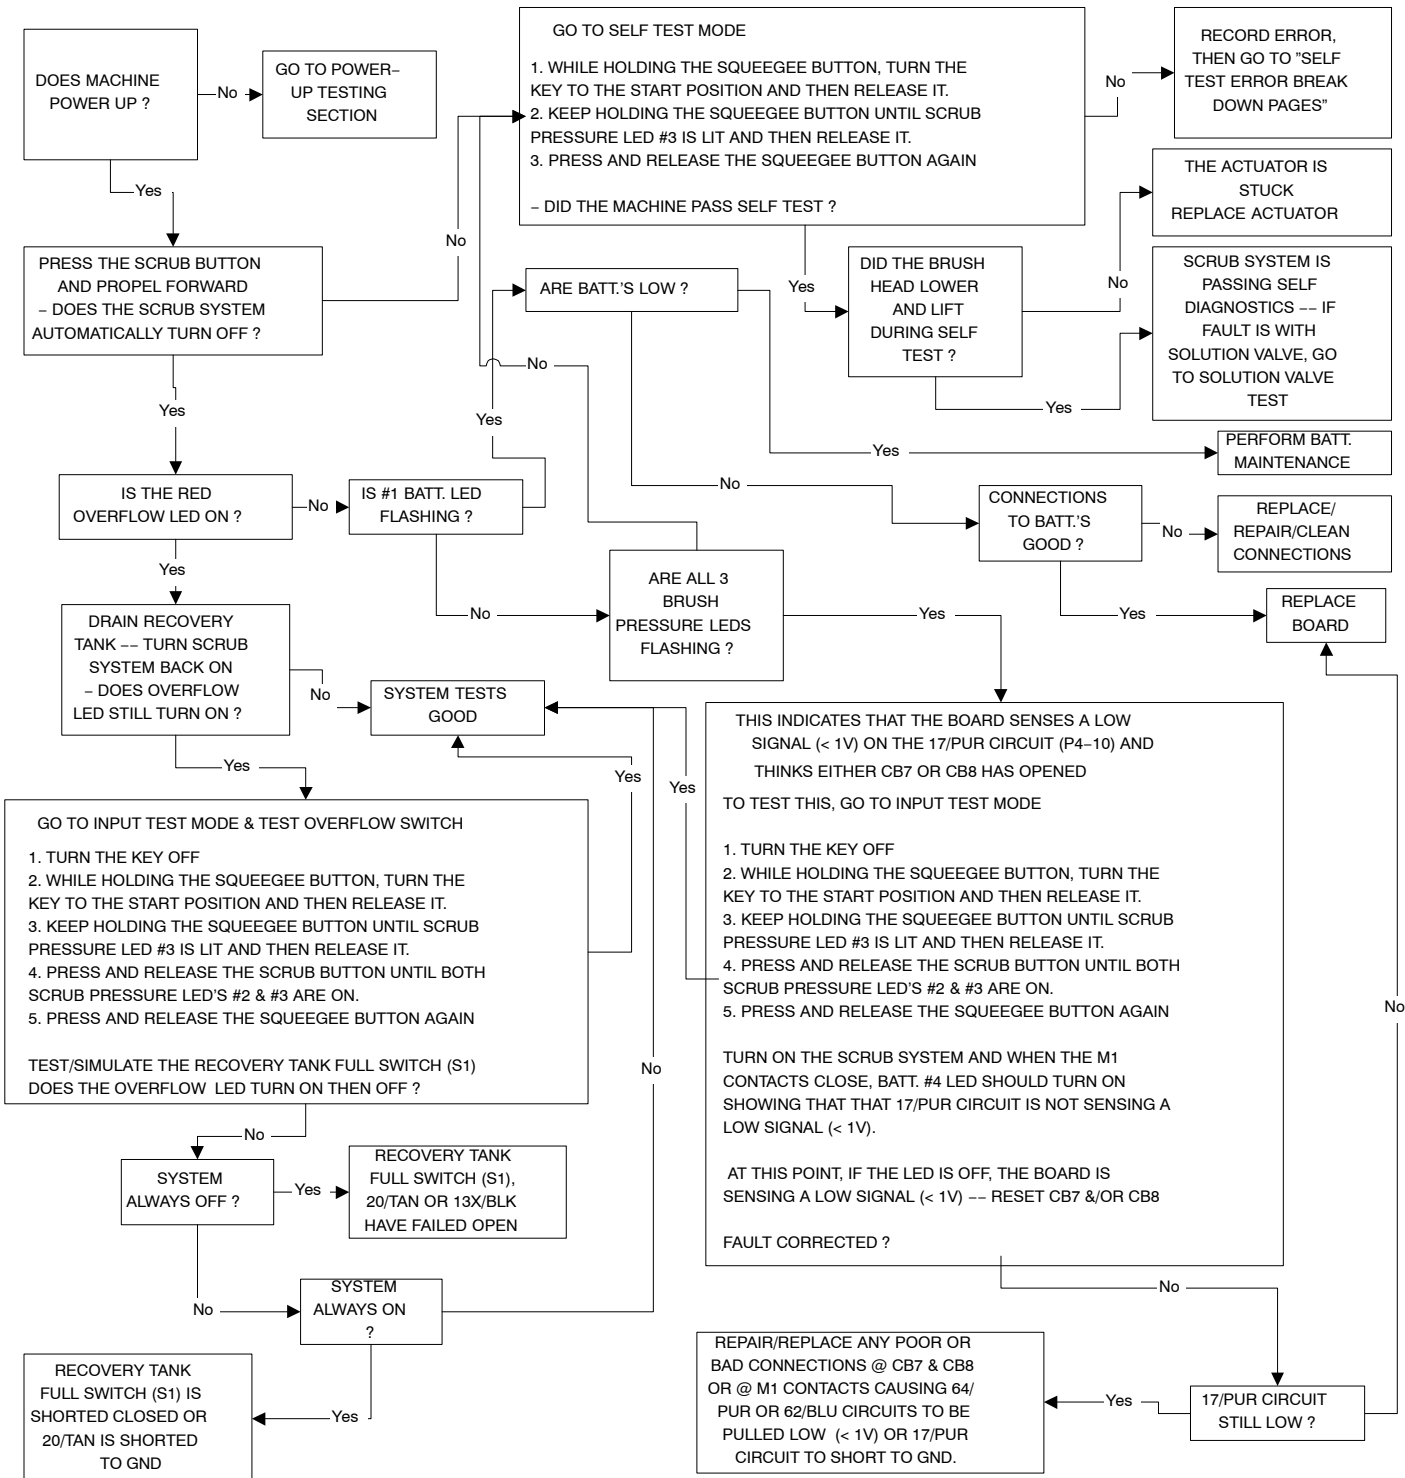 DOES MACHINE
POWER UP ?
No
GO TO POWER–
UP TESTING
SECTION
Yes
GO TO SELF TEST MODE
1. WHILE HOLDING THE SQUEEGEE BUTTON, TURN THE
KEY TO THE START POSITION AND THEN RELEASE IT.
2. KEEP HOLDING THE SQUEEGEE BUTTON UNTIL SCRUB
PRESSURE LED #3 IS LIT AND THEN RELEASE IT.
3. PRESS AND RELEASE THE SQUEEGEE BUTTON AGAIN
– DID THE MACHINE PASS SELF TEST ?
No
RECORD ERROR,
THEN GO TO ”SELF
TEST ERROR BREAK
DOWN PAGES”
THE ACTUATOR IS
STUCK
REPLACE ACTUATOR
PRESS THE SCRUB BUTTON
AND PROPEL FORWARD
– DOES THE SCRUB SYSTEM
AUTOMATICALLY TURN OFF ?
No
ARE BATT.'S LOW ?
Yes
DID THE BRUSH
HEAD LOWER
AND LIFT
DURING SELF
TEST ?
No
SCRUB SYSTEM IS
PASSING SELF
DIAGNOSTICS –– IF
FAULT IS WITH
SOLUTION VALVE, GO
TO SOLUTION VALVE
TEST
No
Yes
Yes
Yes
Yes
PERFORM BATT.
MAINTENANCE
IS THE RED
OVERFLOW LED ON ?
No
IS #1 BATT. LED
FLASHING ?
No
CONNECTIONS
TO BATT.'S
GOOD ?
No
REPLACE/
REPAIR/CLEAN
CONNECTIONS
Yes
ARE ALL 3
BRUSH
PRESSURE LEDS
FLASHING ?
No
Yes
Yes
REPLACE
BOARD
DRAIN RECOVERY
TANK –– TURN SCRUB
SYSTEM BACK ON
– DOES OVERFLOW
LED STILL TURN ON ?
No
SYSTEM TESTS
GOOD
Yes
Yes
Yes
THIS INDICATES THAT THE BOARD SENSES A LOW
SIGNAL (< 1V) ON THE 17/PUR CIRCUIT (P4–10) AND
THINKS EITHER CB7 OR CB8 HAS OPENED
TO TEST THIS, GO TO INPUT TEST MODE
1. TURN THE KEY OFF
2. WHILE HOLDING THE SQUEEGEE BUTTON, TURN THE
KEY TO THE START POSITION AND THEN RELEASE IT.
3. KEEP HOLDING THE SQUEEGEE BUTTON UNTIL SCRUB
PRESSURE LED #3 IS LIT AND THEN RELEASE IT.
4. PRESS AND RELEASE THE SCRUB BUTTON UNTIL BOTH
SCRUB PRESSURE LED'S #2 & #3 ARE ON.
5. PRESS AND RELEASE THE SQUEEGEE BUTTON AGAIN
TURN ON THE SCRUB SYSTEM AND WHEN THE M1
CONTACTS CLOSE, BATT. #4 LED SHOULD TURN ON
SHOWING THAT THAT 17/PUR CIRCUIT IS NOT SENSING A
LOW SIGNAL (< 1V).
AT THIS POINT, IF THE LED IS OFF, THE BOARD IS
SENSING A LOW SIGNAL (< 1V) –– RESET CB7 &/OR CB8
FAULT CORRECTED ?
GO TO INPUT TEST MODE & TEST OVERFLOW SWITCH
1. TURN THE KEY OFF
2. WHILE HOLDING THE SQUEEGEE BUTTON, TURN THE
KEY TO THE START POSITION AND THEN RELEASE IT.
3. KEEP HOLDING THE SQUEEGEE BUTTON UNTIL SCRUB
PRESSURE LED #3 IS LIT AND THEN RELEASE IT.
4. PRESS AND RELEASE THE SCRUB BUTTON UNTIL BOTH
SCRUB PRESSURE LED'S #2 & #3 ARE ON.
5. PRESS AND RELEASE THE SQUEEGEE BUTTON AGAIN
TEST/SIMULATE THE RECOVERY TANK FULL SWITCH (S1)
DOES THE OVERFLOW LED TURN ON THEN OFF ?
No
No
No
SYSTEM
ALWAYS OFF ?
Yes
RECOVERY TANK
FULL SWITCH (S1),
20/TAN OR 13X/BLK
HAVE FAILED OPEN
No
SYSTEM
ALWAYS ON
?
No
Yes
RECOVERY TANK
FULL SWITCH (S1) IS
SHORTED CLOSED OR
20/TAN IS SHORTED
TO GND
REPAIR/REPLACE ANY POOR OR
BAD CONNECTIONS @ CB7 & CB8
OR @ M1 CONTACTS CAUSING 64/
PUR OR 62/BLU CIRCUITS TO BE
PULLED LOW (< 1V) OR 17/PUR
CIRCUIT TO SHORT TO GND.
Yes
17/PUR CIRCUIT
STILL LOW ?